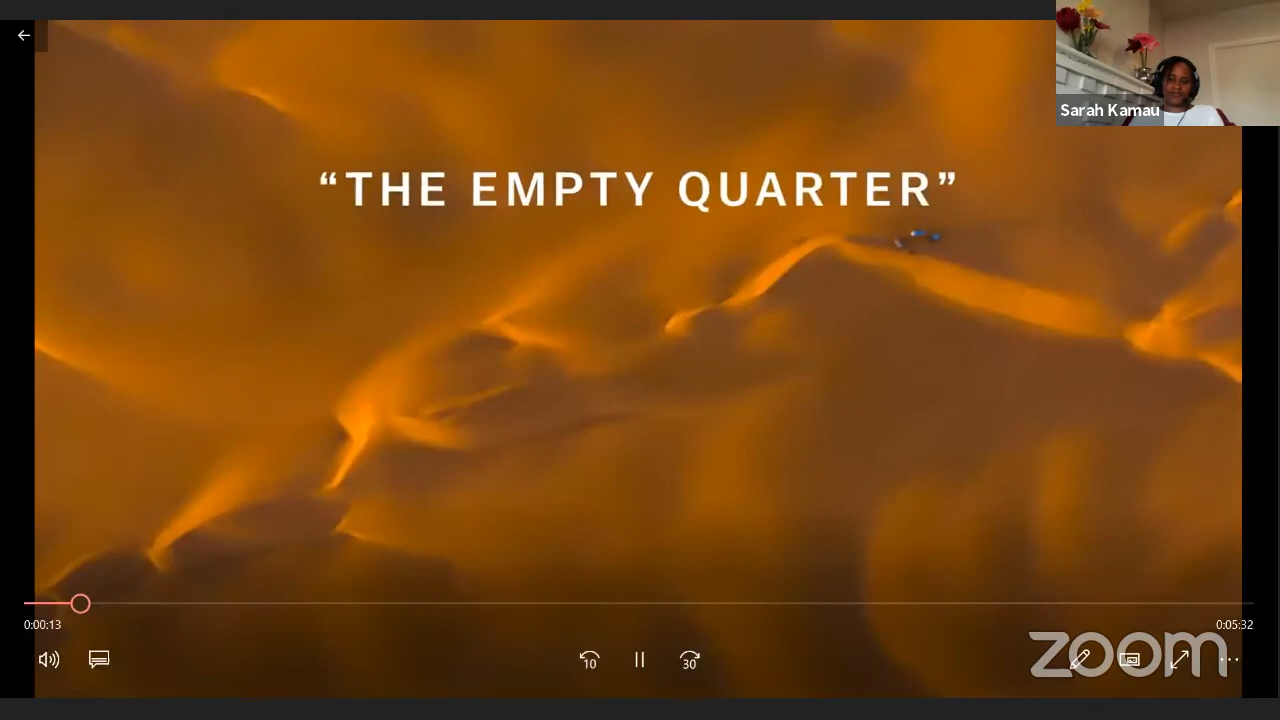 Sarah Kamau
“THE EMPTY QUARTER”
0:00:13
0:05:32
10
30
zoom